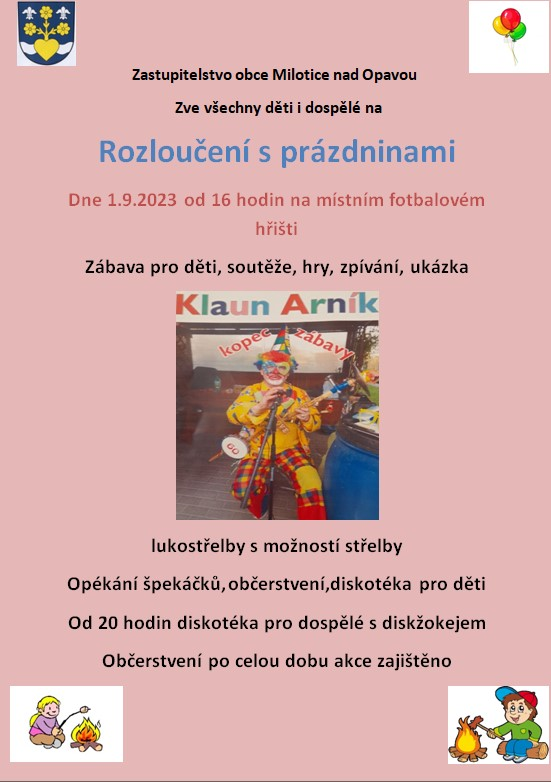 Zastupitelstvo obce Milotice nad Opavou
Zve všechny děti i dospělé na
Rozloučení s prázdninami
Dne 1.9.2023 od 16 hodin na místním fotbalovém
hřišti
Zábava pro děti, soutěže, hry, zpívání, ukázka
Klaun Arník
kopec zábavy
lukostřelby s možností střelby
Opékání špekáčků,občerstvení,diskotéka pro děti
Od 20 hodin diskotéka pro dospělé s diskžokejem
Občerstvení po celou dobu akce zajištěno